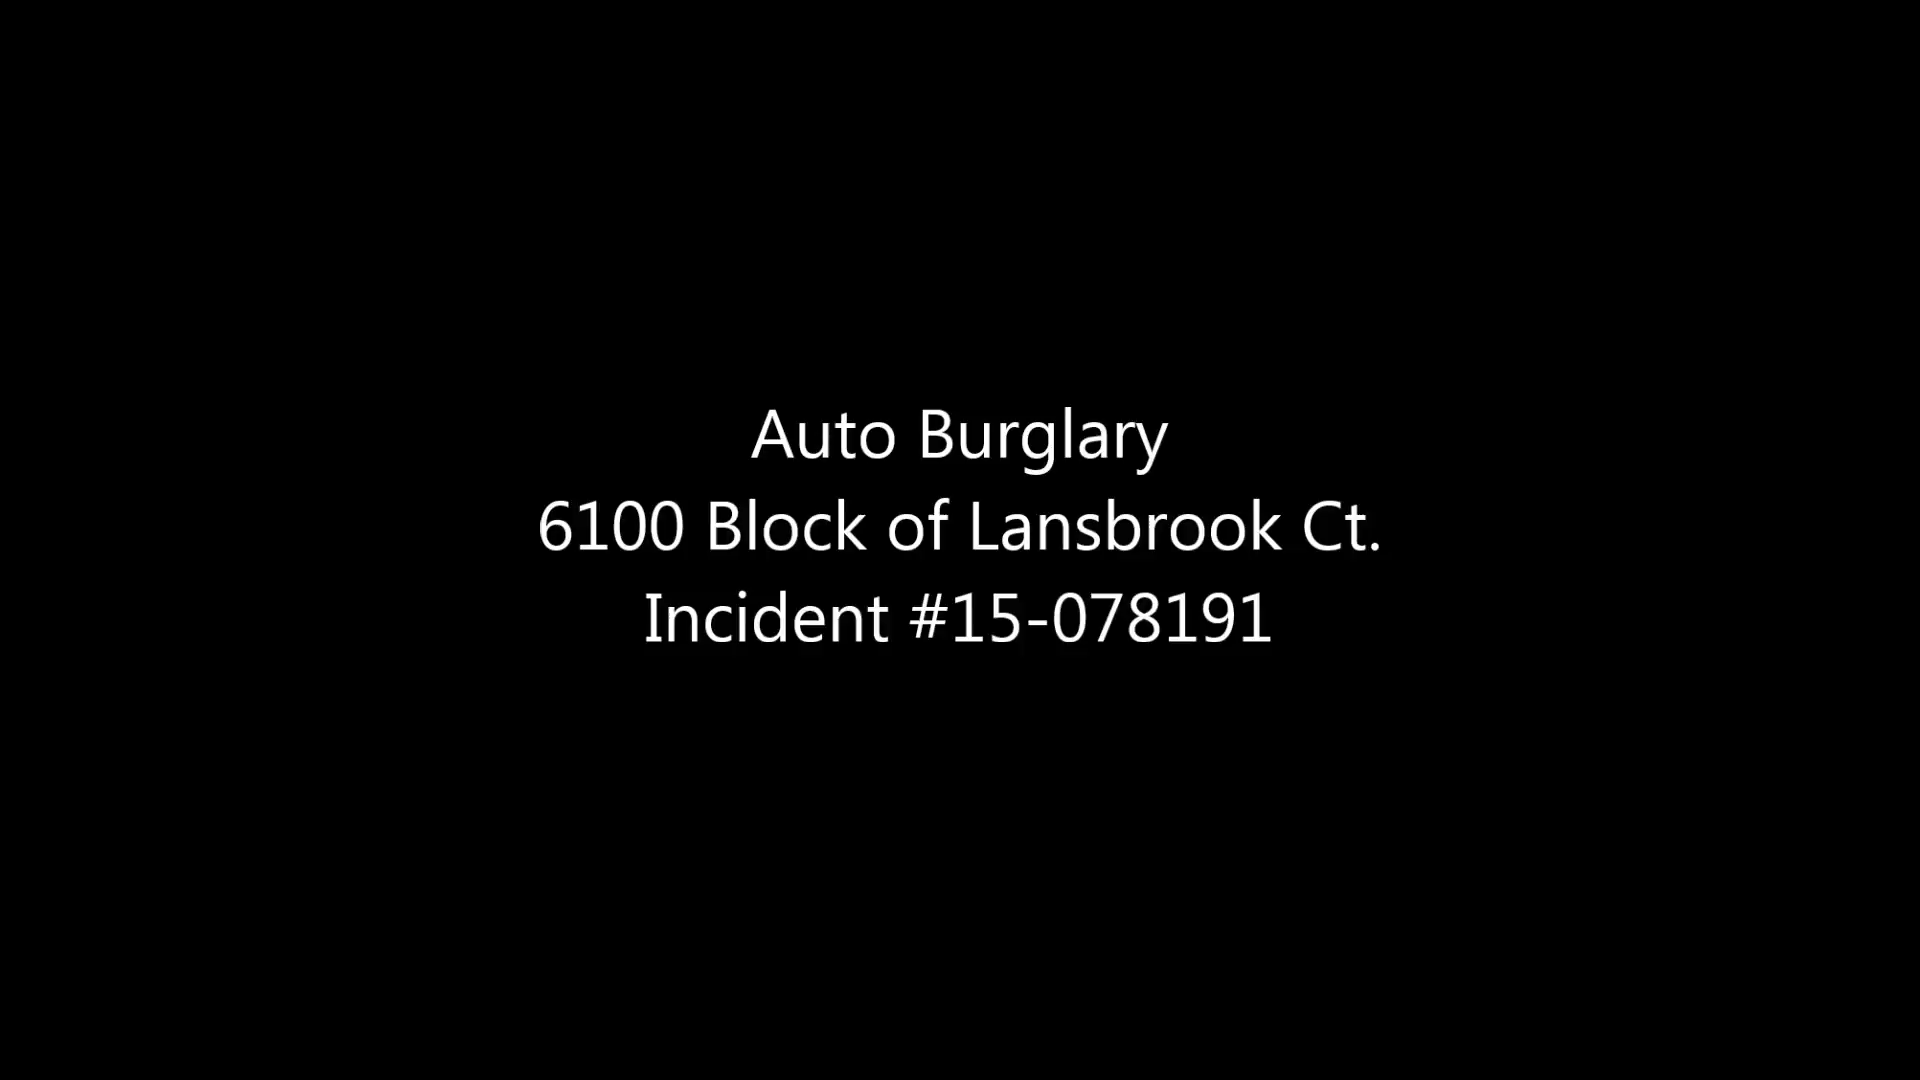 Auto Burglary
6100 Block of Lansbrook Ct.
Incident #15-078191